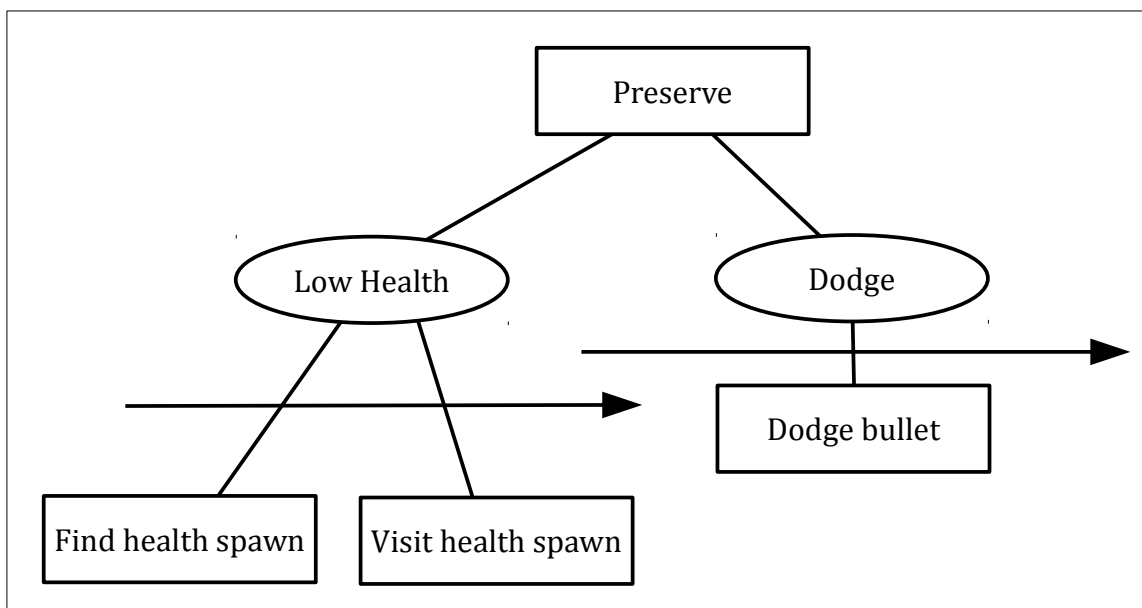 Preserve
Low Health
Dodge
Dodge bullet
Find health spawn
Visit health spawn